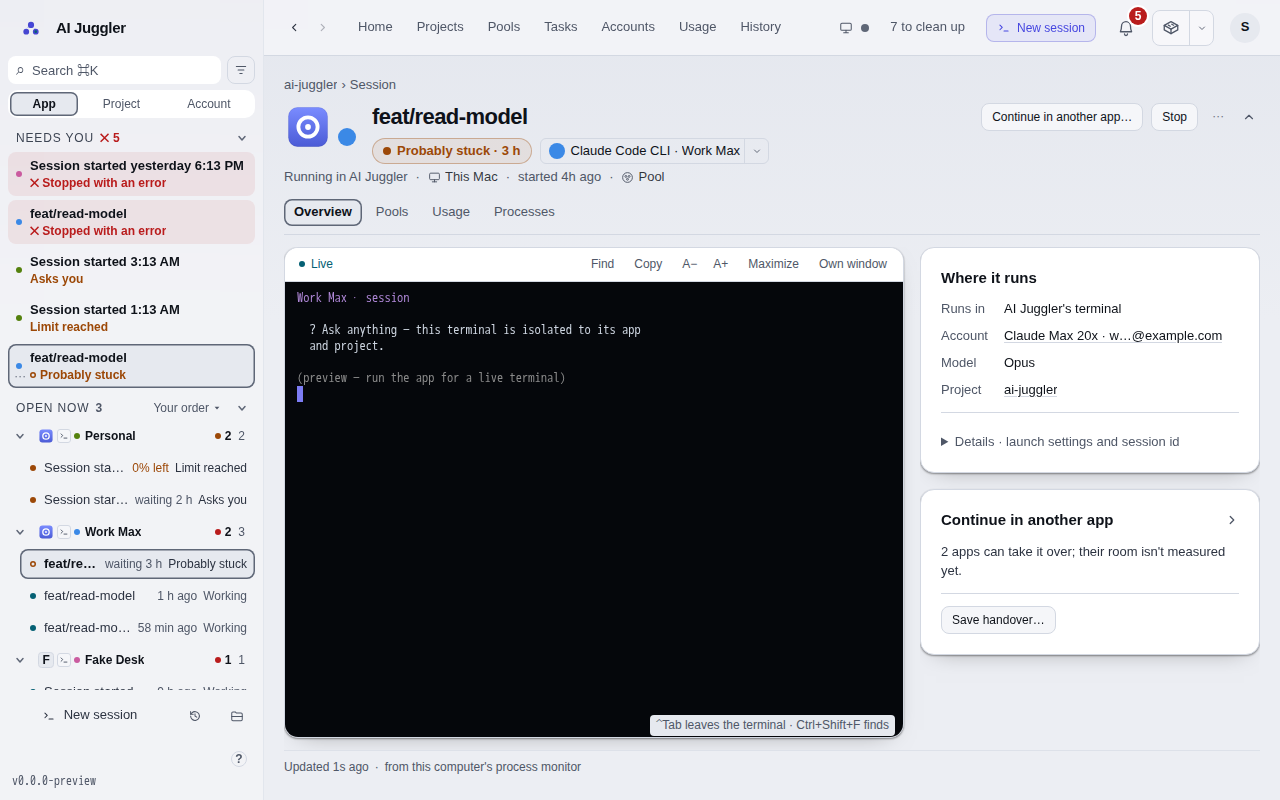 AI Juggler
Search ⌘K
App Project Account
NEEDS YOU 5
Session started yesterday 6:13 PM
Stopped with an error
feat/read-model
Stopped with an error
Session started 3:13 AM
Asks you
Session started 1:13 AM
Limit reached
feat/read-model
Probably stuck
OPEN NOW 3 Your order
Personal 2 2
Session sta… 0% left Limit reached
Session star… waiting 2 h Asks you
Work Max 2 3
feat/re… waiting 3 h Probably stuck
feat/read-model 1 h ago Working
feat/read-mo… 58 min ago Working
F Fake Desk 1 1
New session
?
v0.0.0-preview
Home Projects Pools Tasks Accounts Usage History
7 to clean up
New session
5
S
ai-juggler › Session
feat/read-model
Continue in another app…
Stop
Probably stuck · 3 h
Claude Code CLI · Work Max
Running in AI Juggler · This Mac · started 4h ago · Pool
Overview Pools Usage Processes
Live
Find Copy A− A+ Maximize Own window
Work Max · session
? Ask anything — this terminal is isolated to its app
and project.
(preview — run the app for a live terminal)
^Tab leaves the terminal · Ctrl+Shift+F finds
Where it runs
Runs in AI Juggler's terminal
Account Claude Max 20x · w…@example.com
Model Opus
Project ai-juggler
Details · launch settings and session id
Continue in another app
2 apps can take it over; their room isn't measured
yet.
Save handover…
Updated 1s ago · from this computer's process monitor